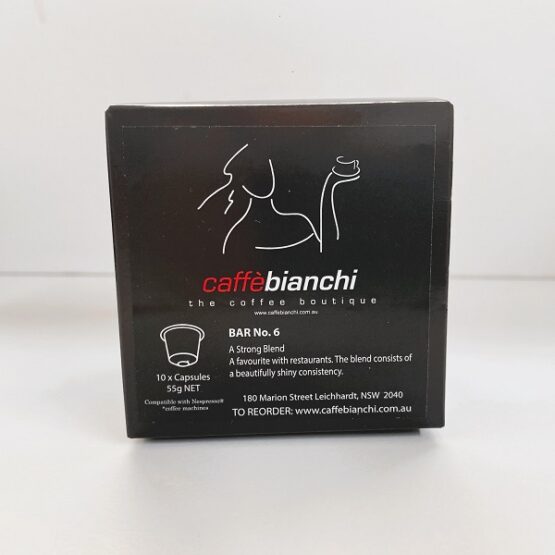 caffèbianchi
the coffee boutique
www.caffebianchi.com.au
BAR No. 6
A Strong Blend
A favourite with restaurants. The blend consists of
a beautifully shiny consistency.
10 x Capsules
55g NET
Compatible with Nespresso®
*coffee machines
180 Marion Street Leichhardt, NSW 2040
TO REORDER: www.caffebianchi.com.au